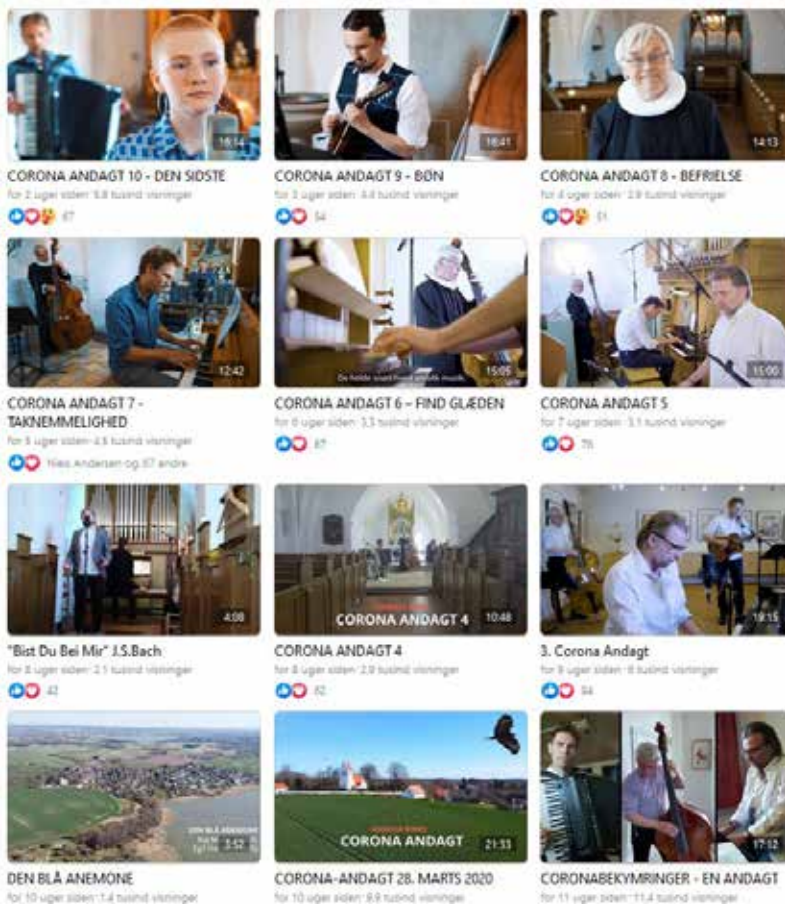 16:14
16:41
14:13
CORONA ANDAGT 10 - DEN SIDSTE
for 2 uger siden · 5.8 tusind visninger
67
CORONA ANDAGT 9 - BØN
for 3 uger siden · 4.4 tusind visninger
54
CORONA ANDAGT 8 - BEFRIELSE
for 4 uger siden · 2.9 tusind visninger
51
12:42
15:05
15:00
CORONA ANDAGT 7 -
TAKNEMMELIGHED
for 5 uger siden · 4.5 tusind visninger
Niels Andersen og 87 andre
CORONA ANDAGT 6 – FIND GLÆDEN
for 6 uger siden · 3.3 tusind visninger
87
CORONA ANDAGT 5
for 7 uger siden · 3.1 tusind visninger
76
4:08
CORONA ANDAGT 4
10:48
19:15
"Bist Du Bei Mir" J.S.Bach
for 8 uger siden · 2.1 tusind visninger
42
CORONA ANDAGT 4
for 8 uger siden · 2.9 tusind visninger
62
3. Corona Andagt
for 9 uger siden · 6 tusind visninger
94
DEN BLÅ ANEMONE
3:52
CORONA ANDAGT
21:33
17:12
DEN BLÅ ANEMONE
for 10 uger siden · 1.4 tusind visninger
CORONA-ANDAGT 28. MARTS 2020
for 10 uger siden · 9.9 tusind visninger
CORONABEKYMRINGER - EN ANDAGT
for 11 uger siden · 11.4 tusind visninger